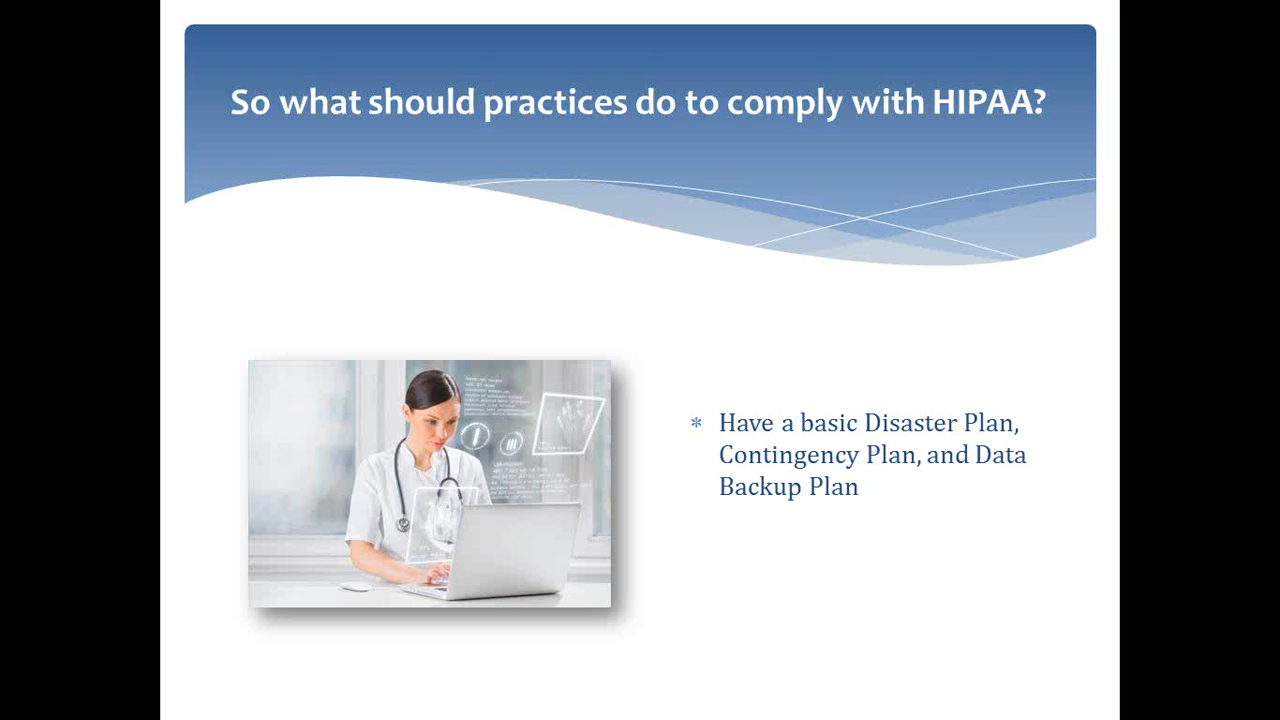 So what should practices do to comply with HIPAA?
* Have a basic Disaster Plan,
Contingency Plan, and Data
Backup Plan